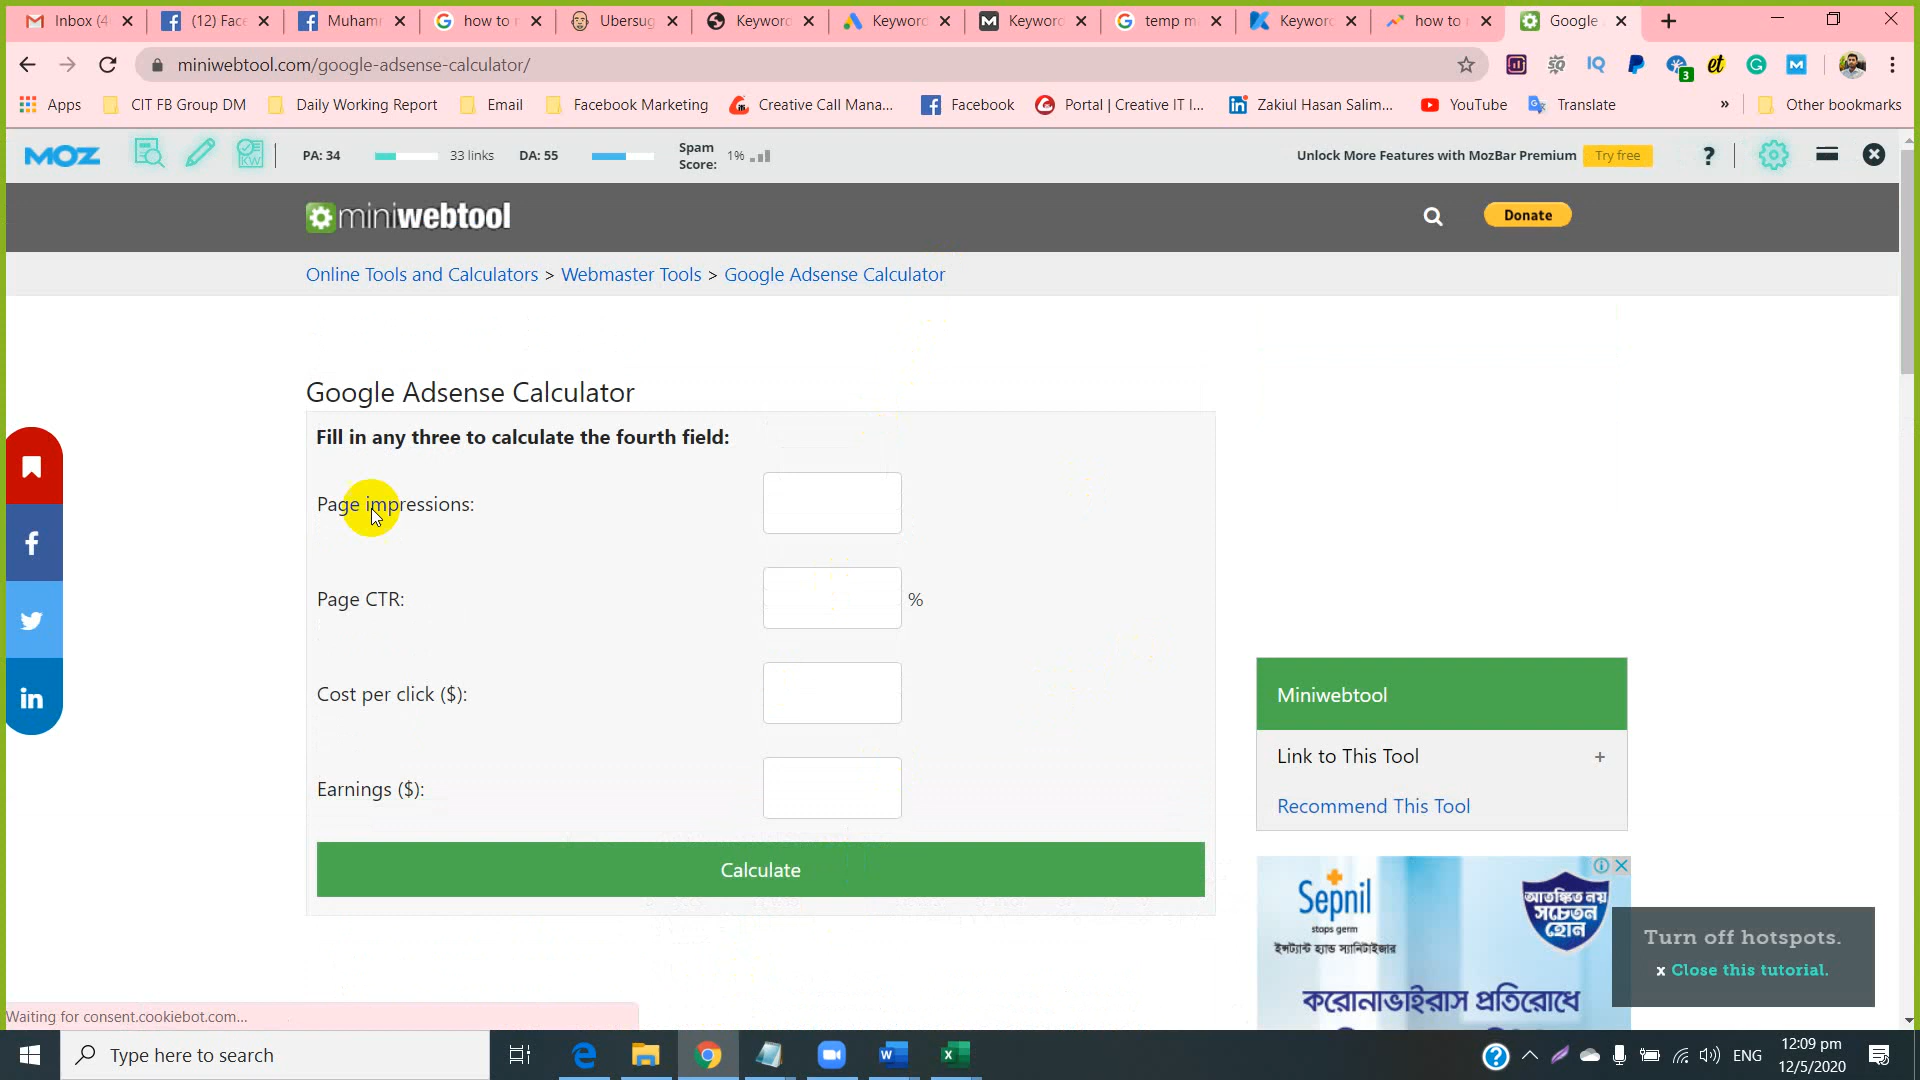 Inbox (4
(12) Face
Muhamm
how to r
Ubersug
Keyword
Keyword
Keyword
temp m
Keyword
how to
Google
miniwebtool.com/google-adsense-calculator/
Apps
CIT FB Group DM
Daily Working Report
Email
Facebook Marketing
Creative Call Mana...
Facebook
Portal | Creative IT I...
Zakiul Hasan Salim...
YouTube
Translate
»
Other bookmarks
MOZ
PA: 34
33 links
DA: 55
Spam
Score:
1%
Unlock More Features with MozBar Premium
Try free
?
miniwebtool
Donate
Online Tools and Calculators > Webmaster Tools > Google Adsense Calculator
Google Adsense Calculator
Fill in any three to calculate the fourth field:
Page impressions:
Page CTR:
%
Cost per click ($):
Earnings ($):
Calculate
Miniwebtool
Link to This Tool +
Recommend This Tool
Sepnil
stops germ
ইন্সট্যান্ট হ্যান্ড স্যানিটাইজার
আতঙ্কিত নয়
সচেতন
হোন
করোনাভাইরাস প্রতিরোধে
Turn off hotspots.
x Close this tutorial.
Waiting for consent.cookiebot.com...
Type here to search
ENG
12:09 pm
12/5/2020